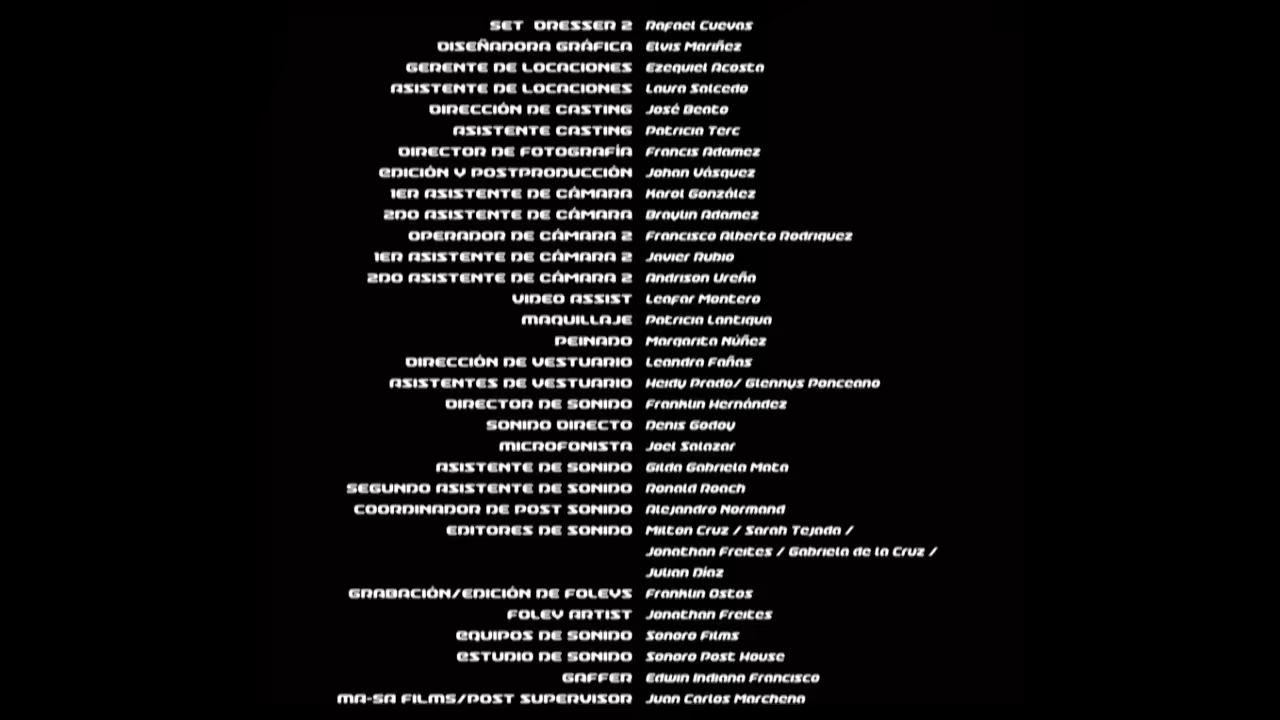 SET DRESSER 2 Rafael Cuevas
DISEÑADORA GRÁFICA Elvis Mariñez
GERENTE DE LOCACIONES Ezequiel Acosta
ASISTENTE DE LOCACIONES Laura Salcedo
DIRECCIÓN DE CASTING José Bento
ASISTENTE CASTING Patricia Terc
DIRECTOR DE FOTOGRAFÍA Francis Adamez
EDICIÓN Y POSTPRODUCCIÓN Johan Vásquez
1ER ASISTENTE DE CÁMARA Karol González
2DO ASISTENTE DE CÁMARA Braylin Adamez
OPERADOR DE CÁMARA 2 Francisco Alberto Rodriquez
1ER ASISTENTE DE CÁMARA 2 Javier Rubio
2DO ASISTENTE DE CÁMARA 2 Andrison Ureña
VIDEO ASSIST Leafar Montero
MAQUILLAJE Patricia Lantigua
PEINADO Margarita Núñez
DIRECCIÓN DE VESTUARIO Leandra Fañas
ASISTENTES DE VESTUARIO Heidy Prado/ Glennys Ponceano
DIRECTOR DE SONIDO Franklin Hernández
SONIDO DIRECTO Denis Godoy
MICROFONISTA Joel Salazar
ASISTENTE DE SONIDO Gilda Gabriela Mata
SEGUNDO ASISTENTE DE SONIDO Ronald Roach
COORDINADOR DE POST SONIDO Alejandro Normand
EDITORES DE SONIDO Milton Cruz / Sarah Tejada /
Jonathan Freites / Gabriela de la Cruz /
Julian Díaz
GRABACIÓN/EDICIÓN DE FOLEYS Franklin Ostos
FOLEY ARTIST Jonathan Freites
EQUIPOS DE SONIDO Sonoro Films
ESTUDIO DE SONIDO Sonoro Post House
GAFFER Edwin Indiana Francisco
MA-SA FILMS/POST SUPERVISOR Juan Carlos Marchena